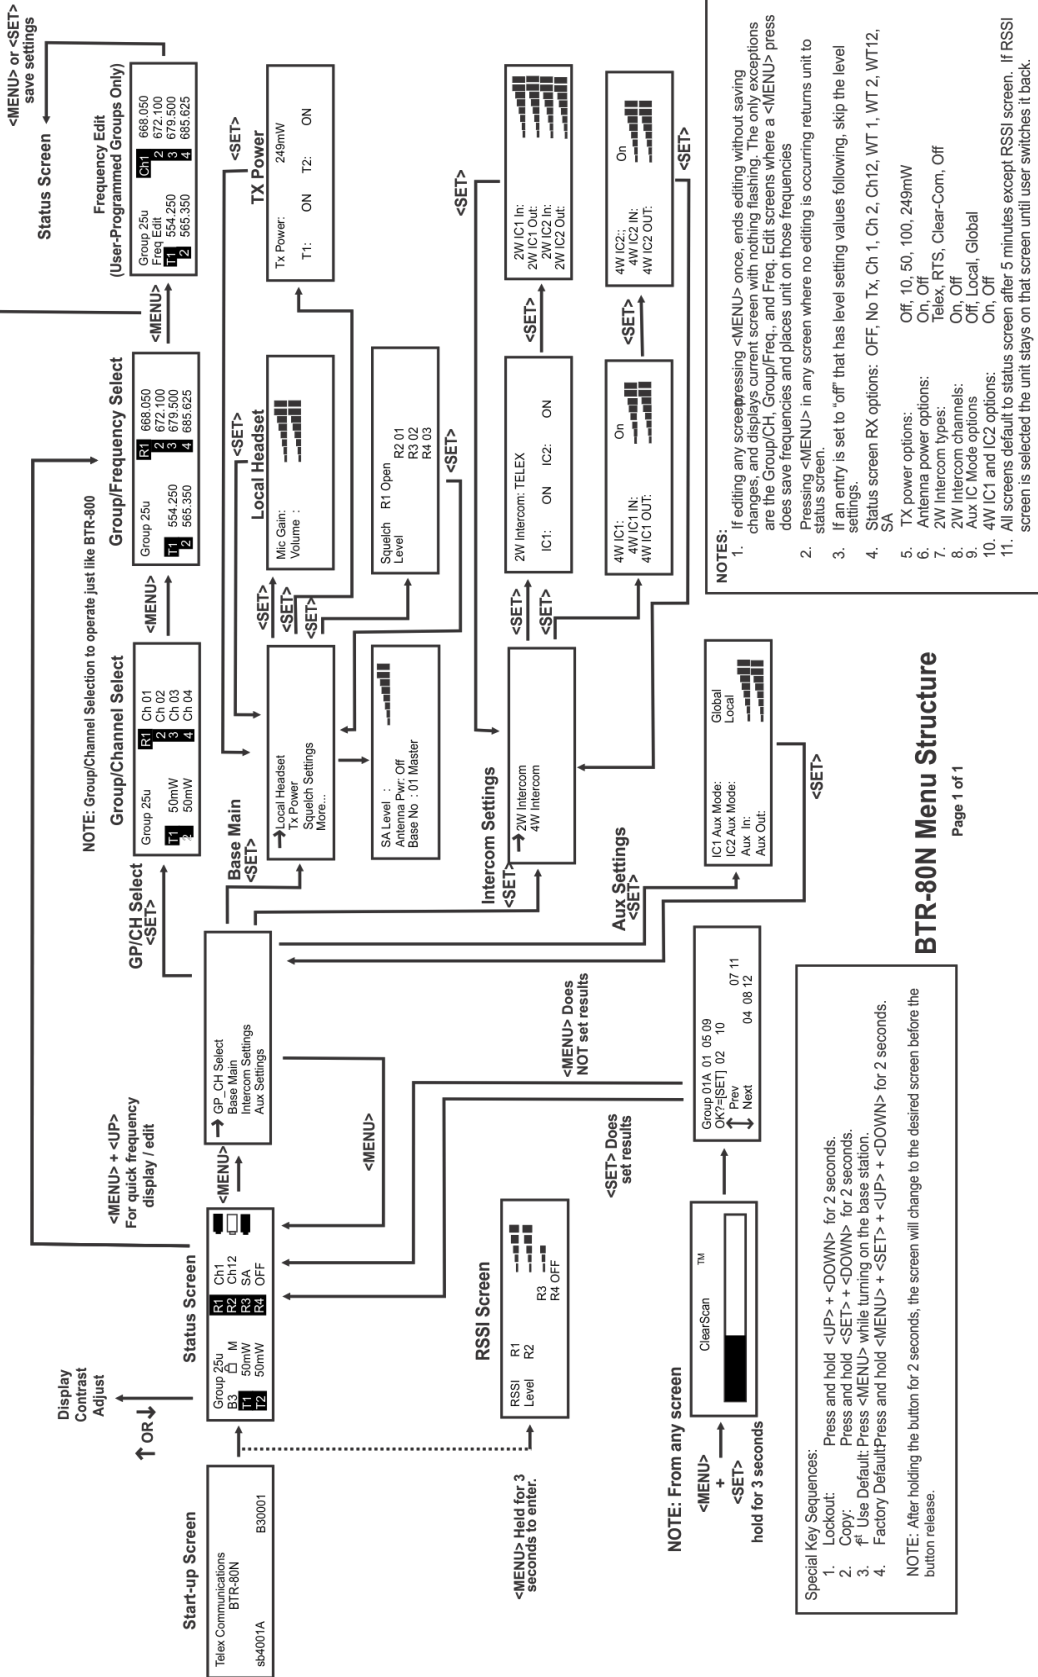 Start-up Screen
Telex Communications
BTR-80N
sb4001A B30001
Display
Contrast
Adjust
↑ OR ↓
Status Screen
Group 25u R1 Ch1
B3 M R2 Ch12
T1 50mW R3 SA
T2 50mW R4 OFF
<MENU> + <UP>
For quick frequency
display / edit
<MENU>
GP_CH Select
Base Main
Intercom Settings
Aux Settings
<MENU>
GP/CH Select
<SET>
NOTE: Group/Channel Selection to operate just like BTR-800
Group/Channel Select
Group 25u R1 Ch 01
2 Ch 02
T1 50mW 3 Ch 03
2 50mW 4 Ch 04
<MENU>
Group/Frequency Select
Group 25u R1 668.050
2 672.100
T1 554.250 3 679.500
2 565.350 4 685.625
<MENU>
Frequency Edit
(User-Programmed Groups Only)
Group 25u Ch1 668.050
Freq Edit 2 672.100
T1 554.250 3 679.500
2 565.350 4 685.625
Status Screen
<MENU> or <SET>
save settings
Base Main
<SET>
Local Headset
Tx Power
Squelch Settings
More...
<SET>
<SET>
<SET>
<SET>
Local Headset
Mic Gain:
Volume :
<SET>
TX Power
Tx Power: 249mW
T1: ON T2: ON
Squelch R1 Open
Level R2 01
R3 02
R4 03
<SET>
SA Level :
Antenna Pwr: Off
Base No : 01 Master
Intercom Settings
<SET>
2W Intercom
4W Intercom
<SET>
<SET>
2W Intercom: TELEX
IC1: ON IC2: ON
<SET>
2W IC1 In:
2W IC1 Out:
2W IC2 In:
2W IC2 Out:
<SET>
4W IC1: On
4W IC1 IN:
4W IC1 OUT:
<SET>
4W IC2:; On
4W IC2 IN:
4W IC2 OUT:
<SET>
Aux Settings
<SET>
IC1 Aux Mode: Global
IC2 Aux Mode: Local
Aux In:
Aux Out:
<SET>
<MENU> Held for 3
seconds to enter.
RSSI Screen
RSSI R1
Level R2
R3
R4 OFF
<SET> Does
set results
<MENU> Does
NOT set results
NOTE: From any screen
<MENU>
+
<SET>
hold for 3 seconds
ClearScan TM
Group 01A 01 05 09
OK?=[SET] 02 10
Prev 07 11
Next 04 08 12
Special Key Sequences:
1. Lockout: Press and hold <UP> + <DOWN> for 2 seconds.
2. Copy: Press and hold <SET> + <DOWN> for 2 seconds.
3. 1st Use Default: Press <MENU> while turning on the base station.
4. Factory Default:Press and hold <MENU> + <SET> + <UP> + <DOWN> for 2 seconds.
NOTE: After holding the button for 2 seconds, the screen will change to the desired screen before the
button release.
BTR-80N Menu Structure
Page 1 of 1
NOTES:
1. If editing any screen, pressing <MENU> once, ends editing without saving
changes, and displays current screen with nothing flashing. The only exceptions
are the Group/CH, Group/Freq., and Freq. Edit screens where a <MENU> press
does save frequencies and places unit on those frequencies
2. Pressing <MENU> in any screen where no editing is occurring returns unit to
status screen.
3. If an entry is set to “off” that has level setting values following, skip the level
settings.
4. Status screen RX options: OFF, No Tx, Ch 1, Ch 2, Ch12, WT 1, WT 2, WT12,
SA
5. TX power options: Off, 10, 50, 100, 249mW
6. Antenna power options: On, Off
7. 2W Intercom types: Telex, RTS, Clear-Com, Off
8. 2W Intercom channels: On, Off
9. Aux IC Mode options Off, Local, Global
10. 4W IC1 and IC2 options: On, Off
11. All screens default to status screen after 5 minutes except RSSI screen. If RSSI
screen is selected the unit stays on that screen until user switches it back.